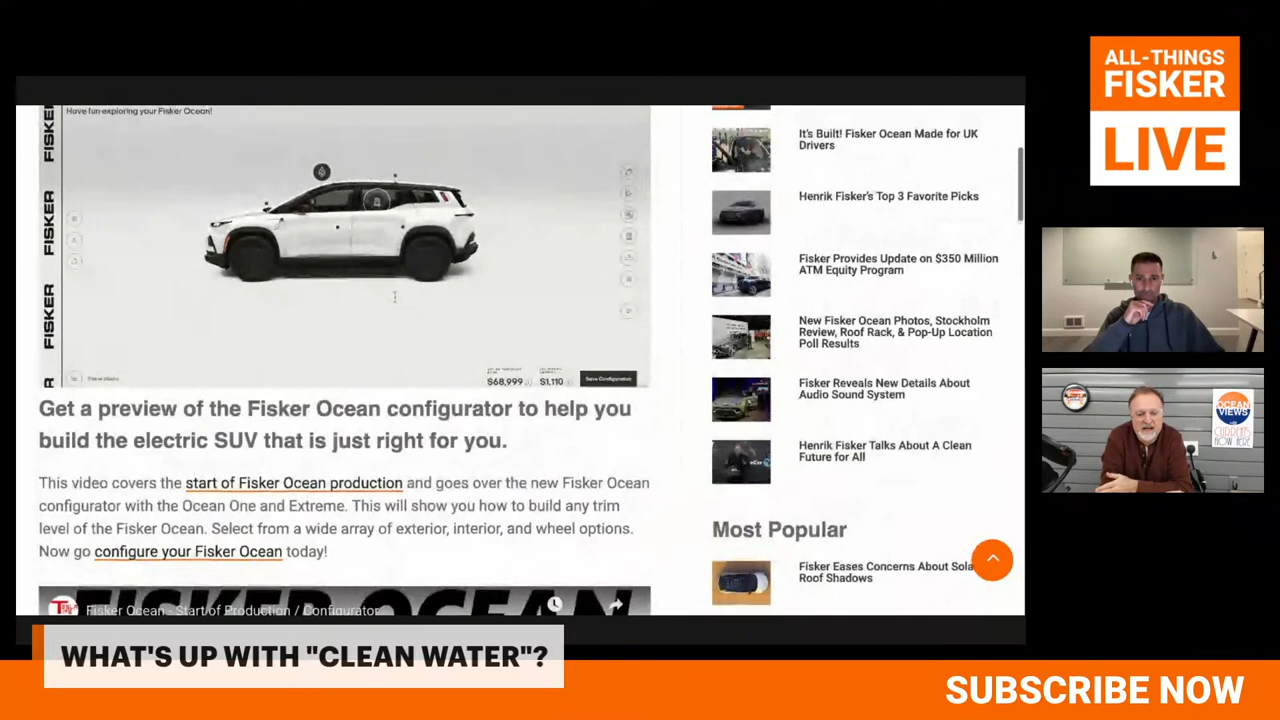 ALL-THINGS
FISKER
LIVE
Have fun exploring your Fisker Ocean!
FISKER
FISKER
FISKER
$68,999
$1,110
Save Configuration
Get a preview of the Fisker Ocean configurator to help you
build the electric SUV that is just right for you.
This video covers the start of Fisker Ocean production and goes over the new Fisker Ocean
configurator with the Ocean One and Extreme. This will show you how to build any trim
level of the Fisker Ocean. Select from a wide array of exterior, interior, and wheel options.
Now go configure your Fisker Ocean today!
FISKER OCEAN
Fisker Ocean - Start of Production / Configurator
It's Built! Fisker Ocean Made for UK
Drivers
Henrik Fisker's Top 3 Favorite Picks
Fisker Provides Update on $350 Million
ATM Equity Program
New Fisker Ocean Photos, Stockholm
Review, Roof Rack, & Pop-Up Location
Poll Results
Fisker Reveals New Details About
Audio Sound System
Henrik Fisker Talks About A Clean
Future for All
Most Popular
Fisker Eases Concerns About
Roof Shadows
OCEAN
VIEWS
WHAT'S UP WITH "CLEAN WATER"?
SUBSCRIBE NOW